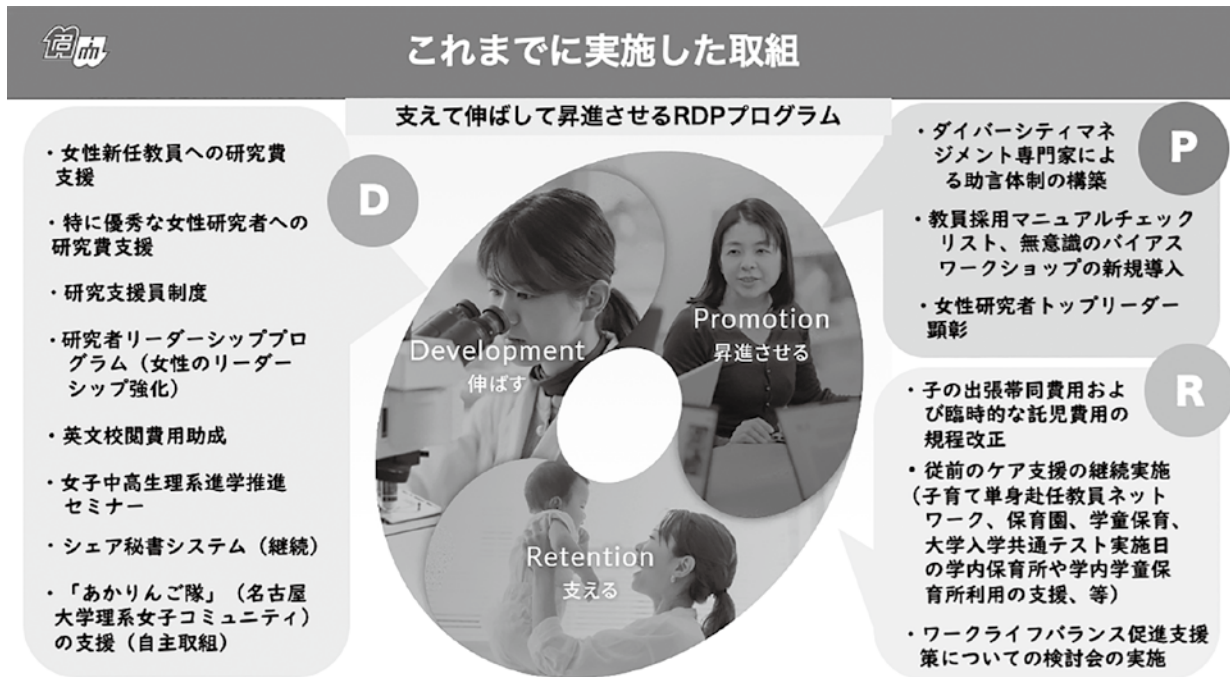 これまでに実施した取組
支えて伸ばして昇進させるRDPプログラム
D
・女性新任教員への研究費
支援
・特に優秀な女性研究者への
研究費支援
・研究支援員制度
・研究者リーダーシッププロ
グラム（女性のリーダー
シップ強化）
・英文校閲費用助成
・女子中高生理系進学推進
セミナー
・シェア秘書システム（継続）
・「あかりんご隊」（名古屋
大学理系女子コミュニティ）
の支援（自主取組）
Development
伸ばす
Promotion
昇進させる
Retention
支える
P
・ダイバーシティマネ
ジメント専門家によ
る助言体制の構築
・教員採用マニュアルチェック
リスト、無意識のバイアス
ワークショップの新規導入
・女性研究者トップリーダー
顕彰
R
・子の出張帯同費用およ
び臨時的な託児費用の
規程改正
・従前のケア支援の継続実施
（子育て単身赴任教員ネット
ワーク、保育園、学童保育、
大学入学共通テスト実施日
の学内保育所や学内学童保
育所利用の支援、等）
・ワークライフバランス促進支援
策についての検討会の実施